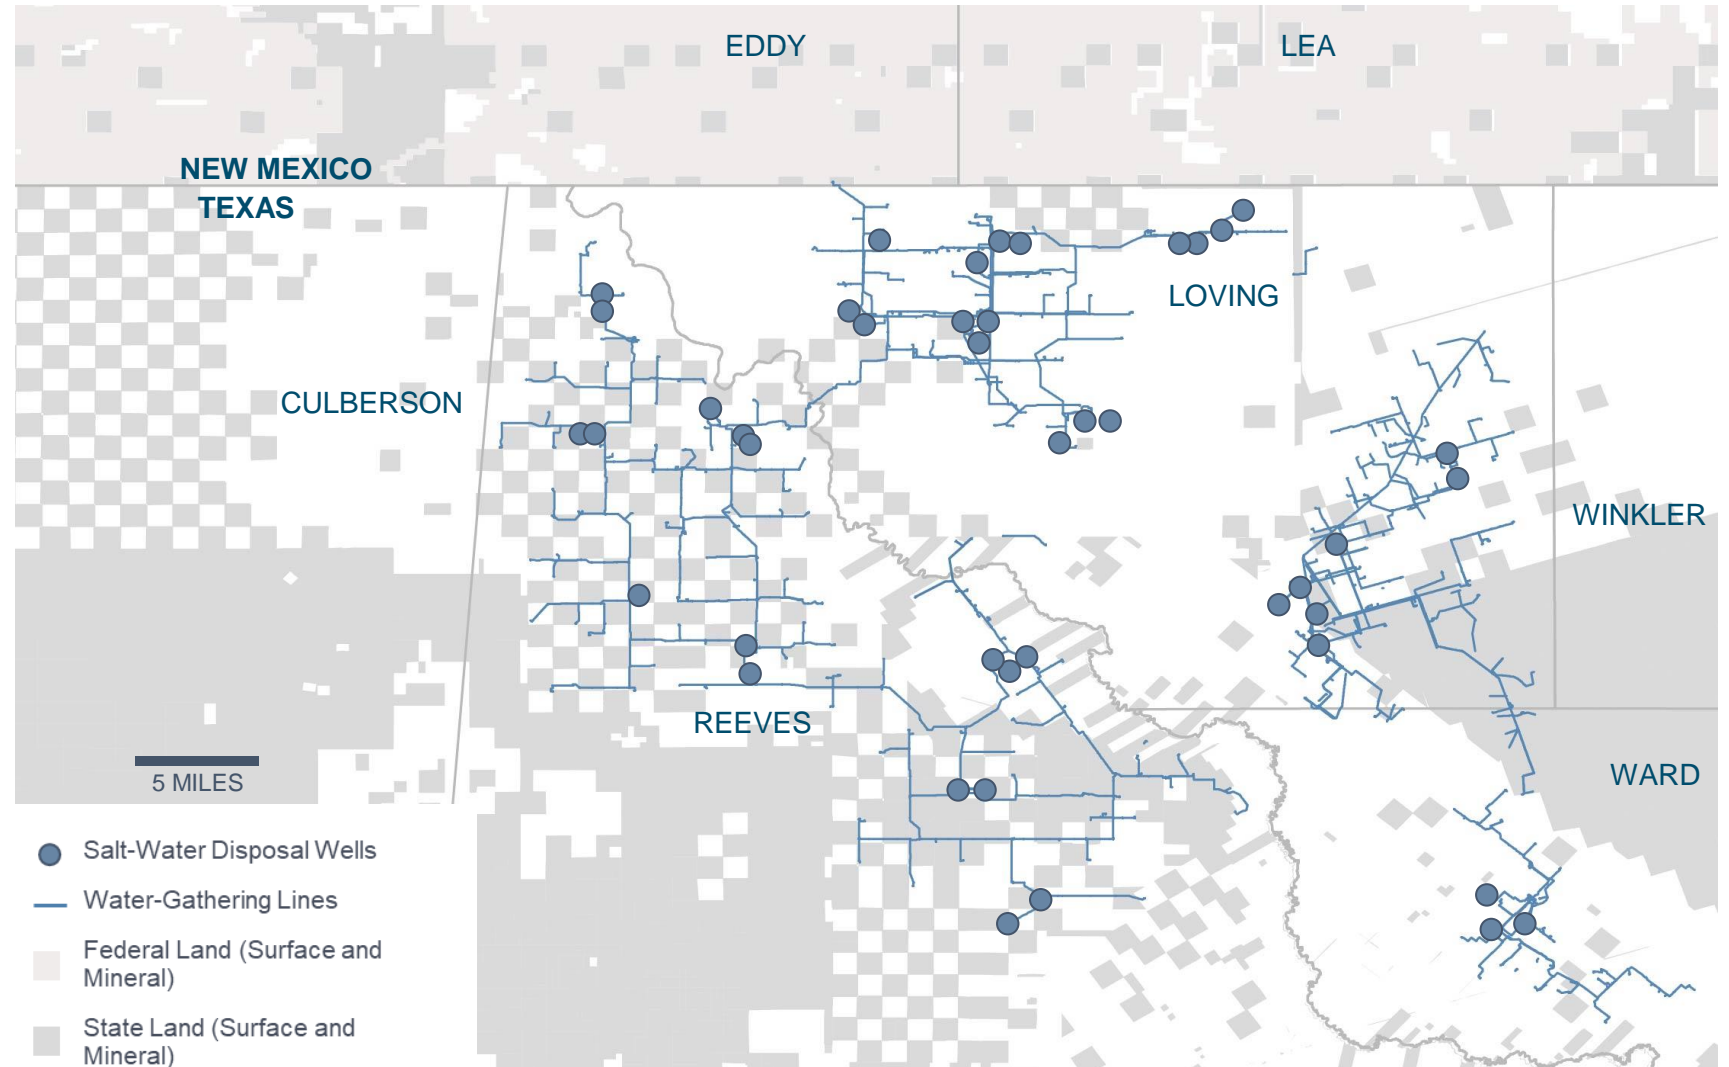 EDDY
LEA
NEW MEXICO
TEXAS
LOVING
CULBERSON
WINKLER
REEVES
WARD
5 MILES
Salt-Water Disposal Wells
Water-Gathering Lines
Federal Land (Surface and
Mineral)
State Land (Surface and
Mineral)